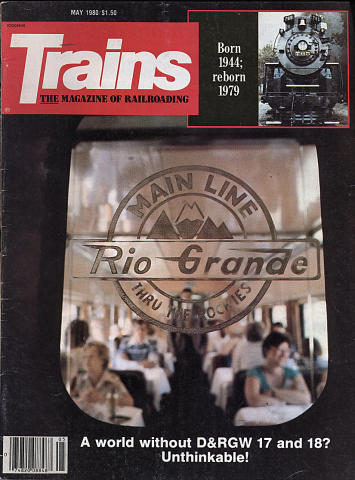 MAY 1980 $1.50
Trains
THE MAGAZINE OF RAILROADING
Born
1944;
reborn
1979
MAIN LINE
Rio Grande
THRU THE ROCKIES
A world without D&RGW 17 and 18?
Unthinkable!
05